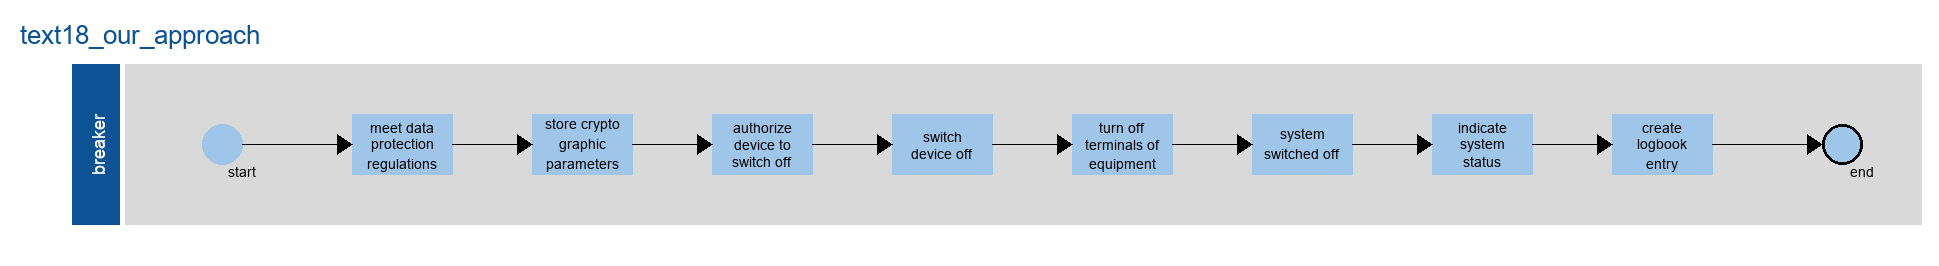 text18_our_approach
breaker
start
meet data
protection
regulations
store crypto
graphic
parameters
authorize
device to
switch off
switch
device off
turn off
terminals of
equipment
system
switched off
indicate
system
status
create
logbook
entry
end